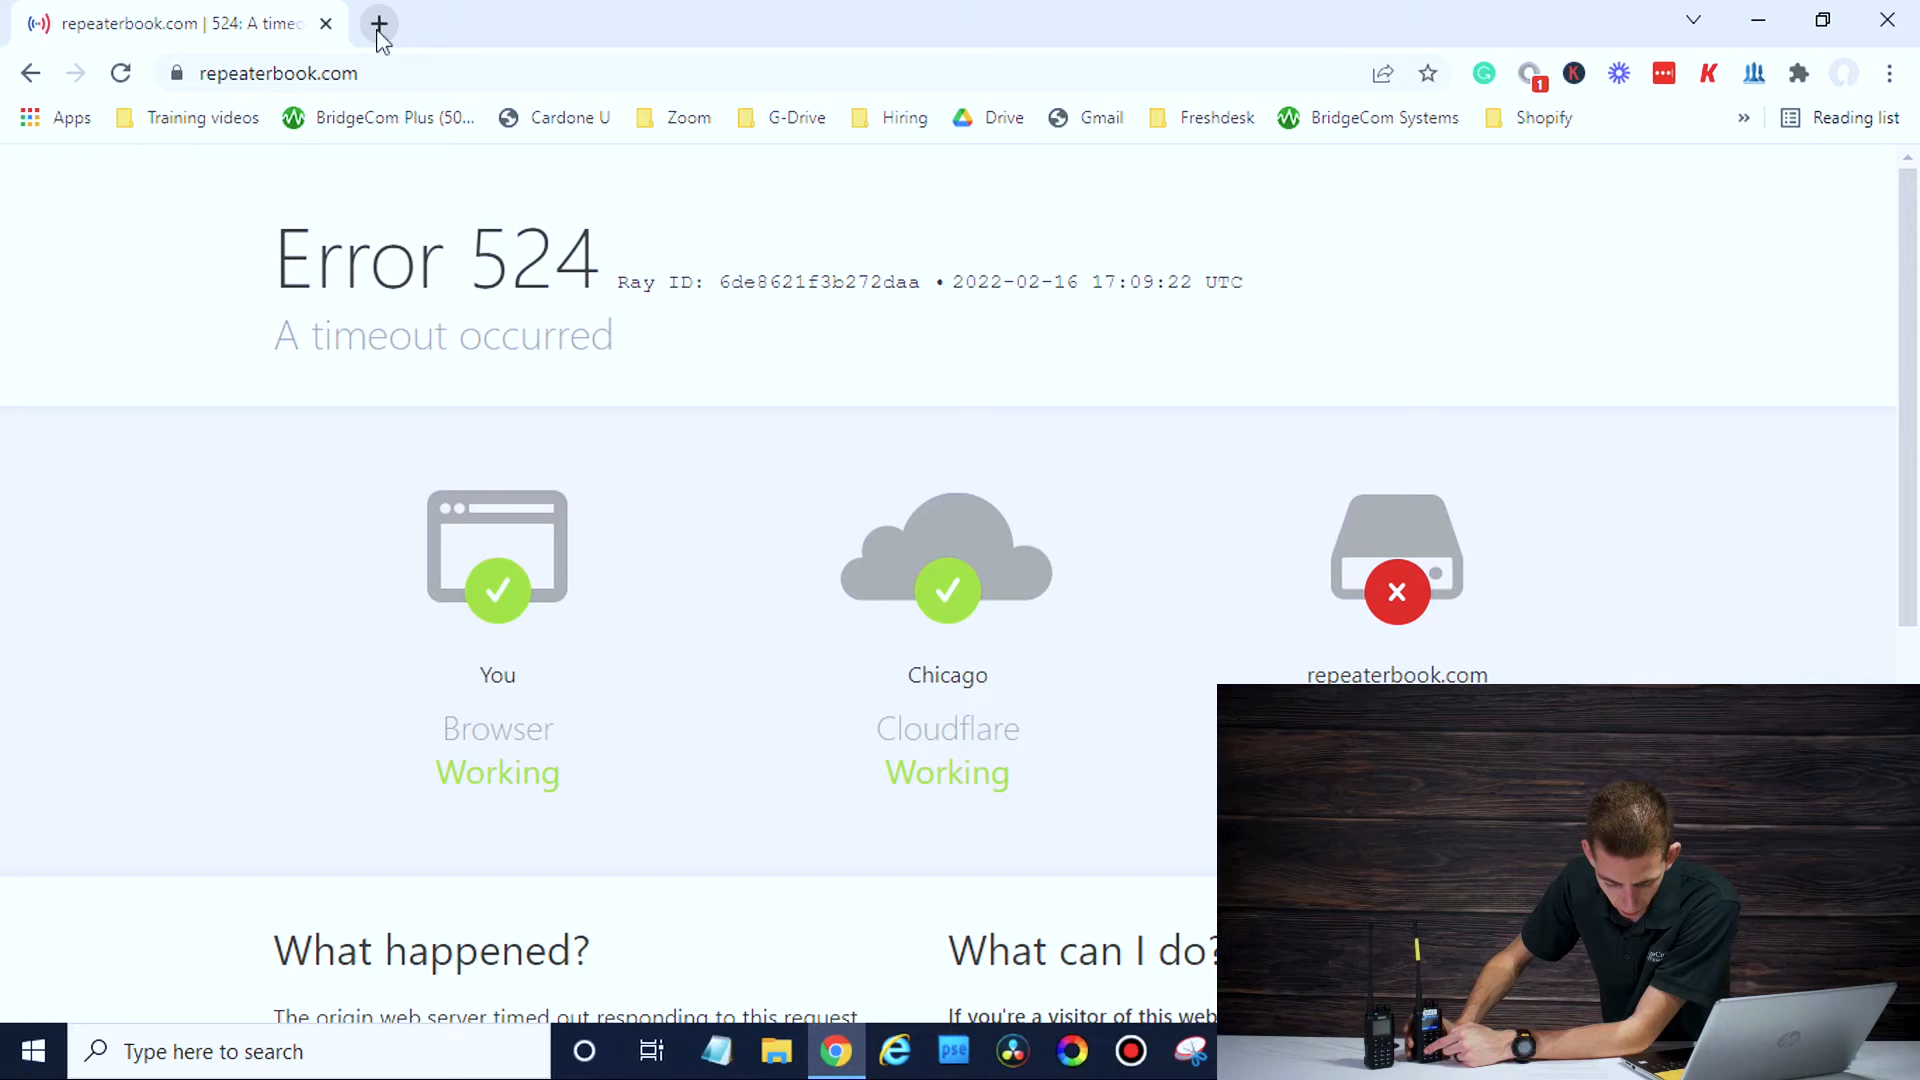 repeaterbook.com | 524: A timeo
repeaterbook.com
1
Apps
Training videos
BridgeCom Plus (50...
Cardone U
Zoom
G-Drive
Hiring
Drive
Gmail
Freshdesk
BridgeCom Systems
Shopify
Reading list
Error 524 Ray ID: 6de8621f3b272daa • 2022-02-16 17:09:22 UTC
A timeout occurred
You
Browser
Working
Chicago
Cloudflare
Working
repeaterbook.com
What happened?
The origin web server timed out responding to this request
What can I do?
If you're a visitor of this web
Type here to search
pse